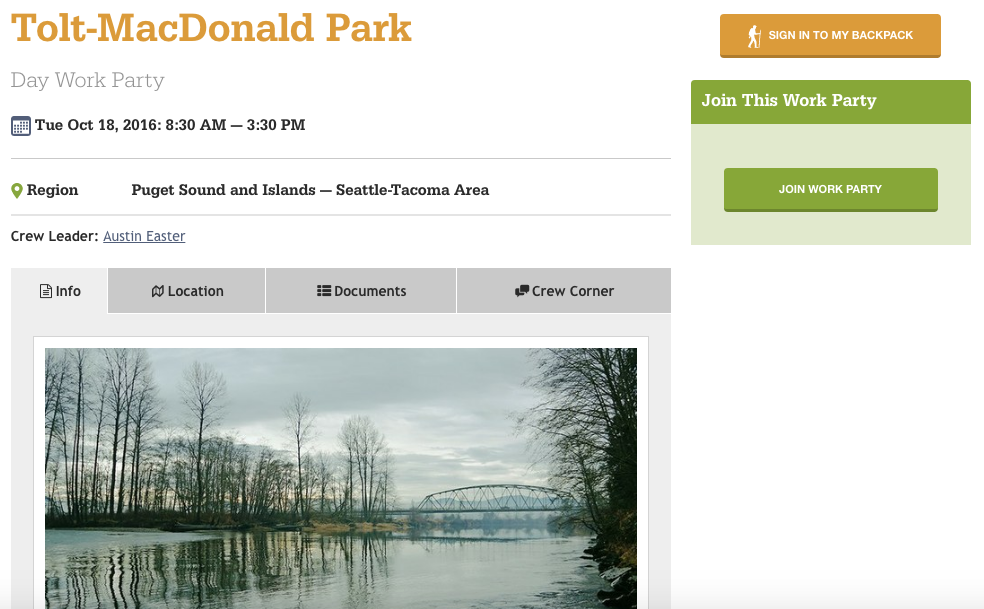 Tolt-MacDonald Park
Day Work Party
Tue Oct 18, 2016: 8:30 AM — 3:30 PM
Region Puget Sound and Islands — Seattle-Tacoma Area
Crew Leader: Austin Easter
Info Location Documents Crew Corner
SIGN IN TO MY BACKPACK
Join This Work Party
JOIN WORK PARTY